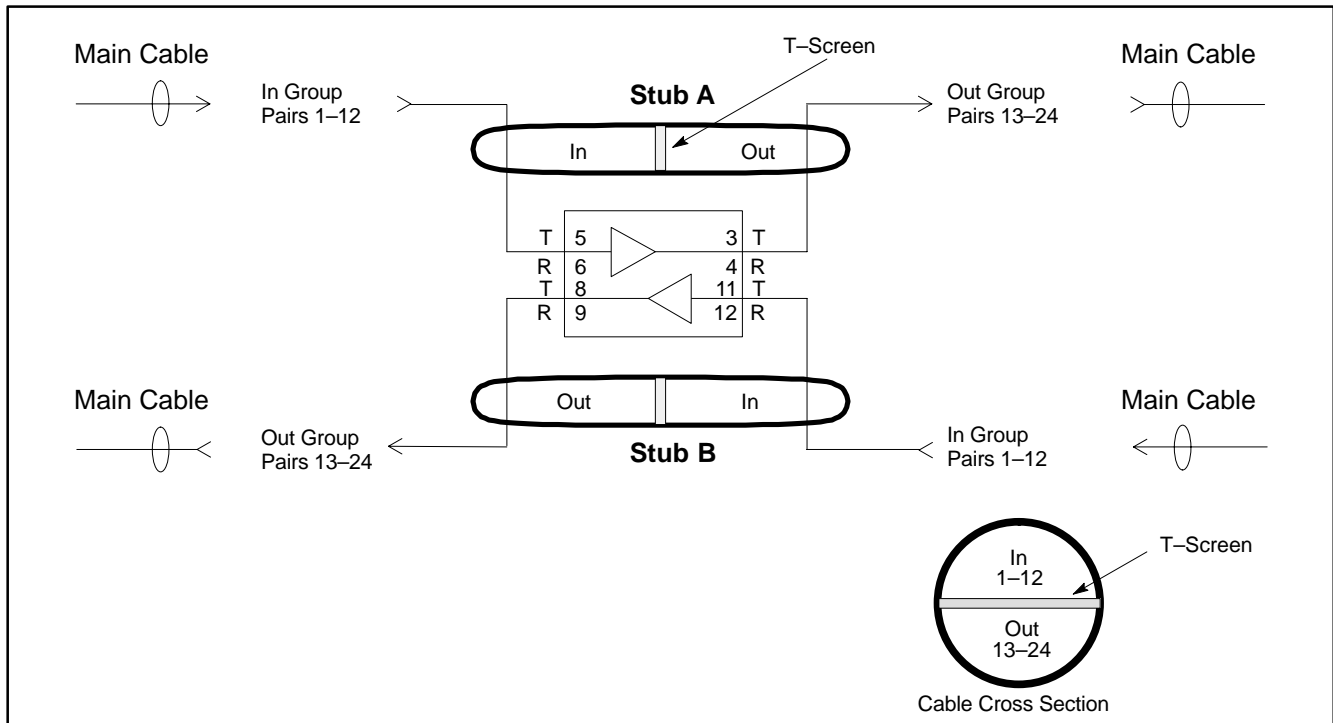 Main Cable
In Group
Pairs 1–12
Stub A
T–Screen
Out Group
Pairs 13–24
Main Cable
In
Out
T 5 3 T
R 6 4 R
T 8 11 T
R 9 12 R
Out
In
Main Cable
Out Group
Pairs 13–24
Stub B
In Group
Pairs 1–12
Main Cable
In
1–12
T–Screen
Out
13–24
Cable Cross Section